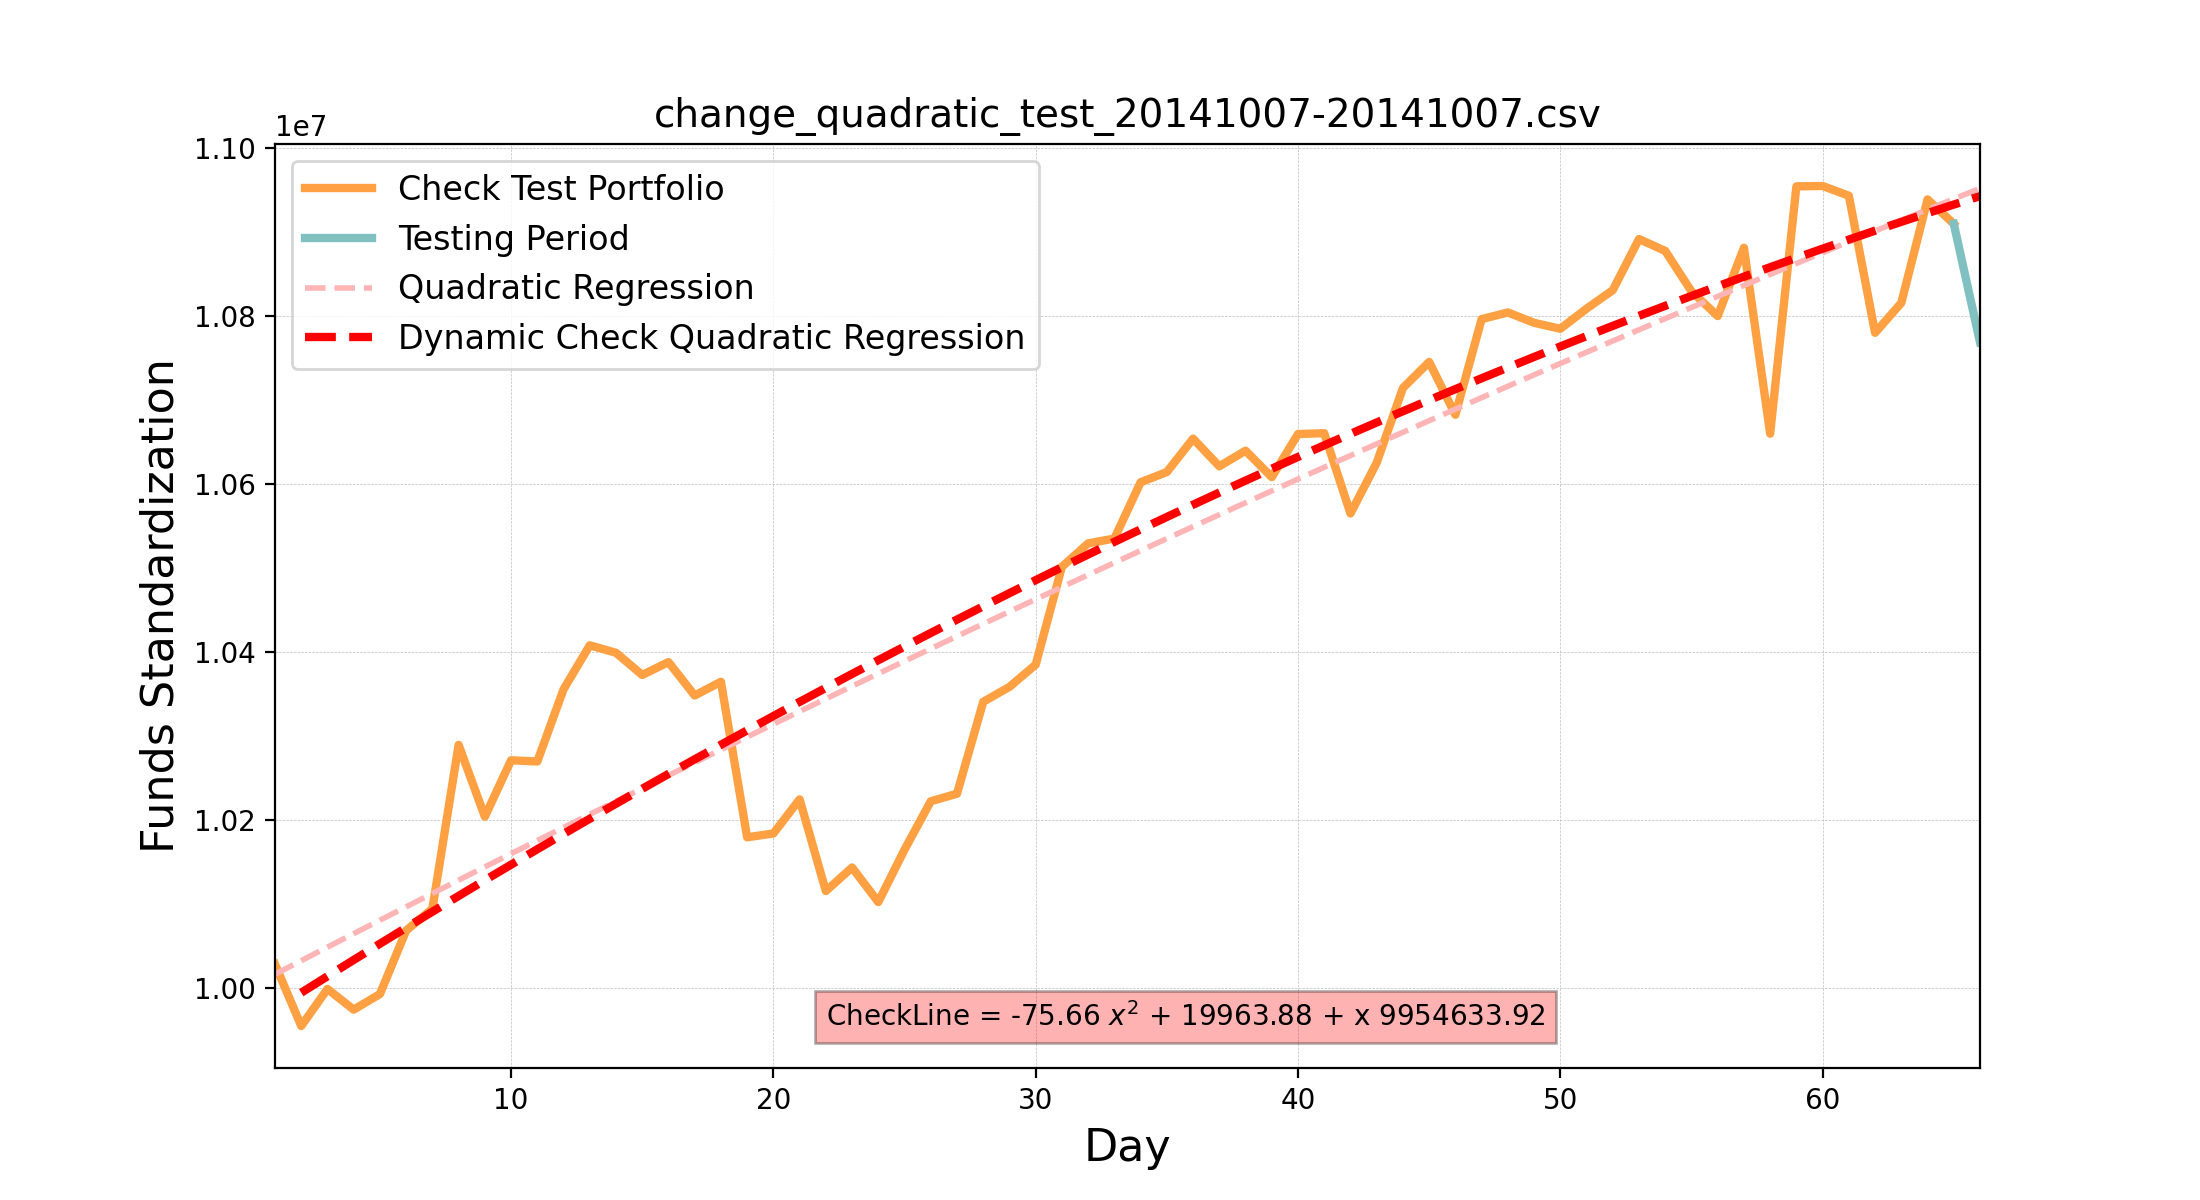 change_quadratic_test_20141007-20141007.csv
1e7
1.10
1.08
1.06
1.04
1.02
1.00
Funds Standardization
Check Test Portfolio
Testing Period
Quadratic Regression
Dynamic Check Quadratic Regression
CheckLine = -75.66 x² + 19963.88 + x 9954633.92
10 20 30 40 50 60
Day